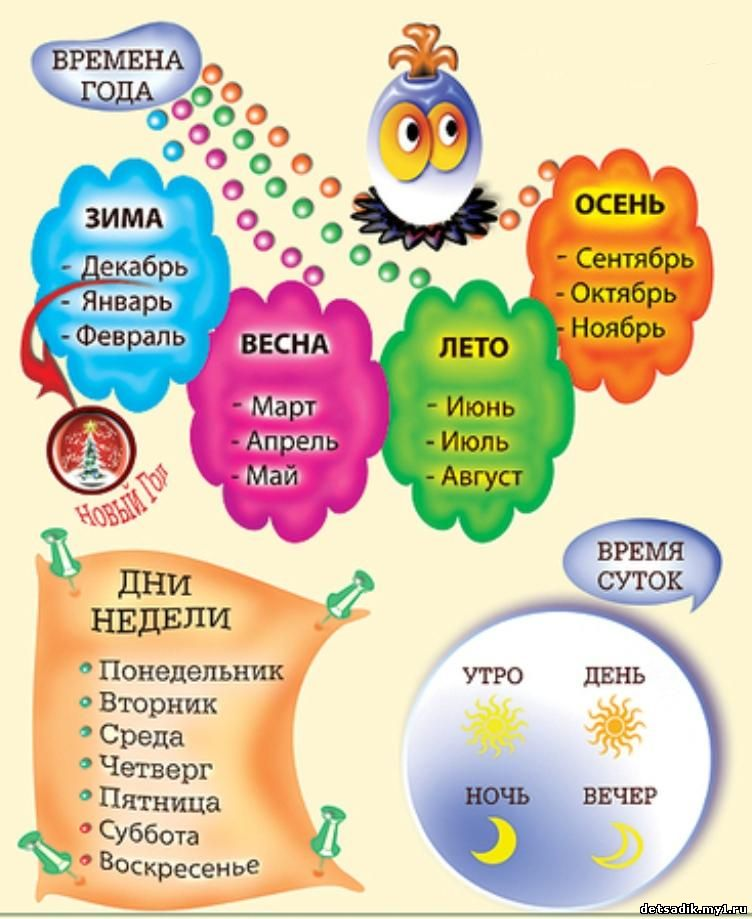 ВРЕМЕНА
ГОДА
ЗИМА
- Декабрь
- Январь
- Февраль
НОВЫЙ ГОД
ВЕСНА
- Март
- Апрель
- Май
ЛЕТО
- Июнь
- Июль
- Август
ОСЕНЬ
- Сентябрь
- Октябрь
- Ноябрь
ДНИ
НЕДЕЛИ
Понедельник
Вторник
Среда
Четверг
Пятница
Суббота
Воскресенье
ВРЕМЯ
СУТОК
УТРО ДЕНЬ
НОЧЬ ВЕЧЕР
detsadik.my1.ru